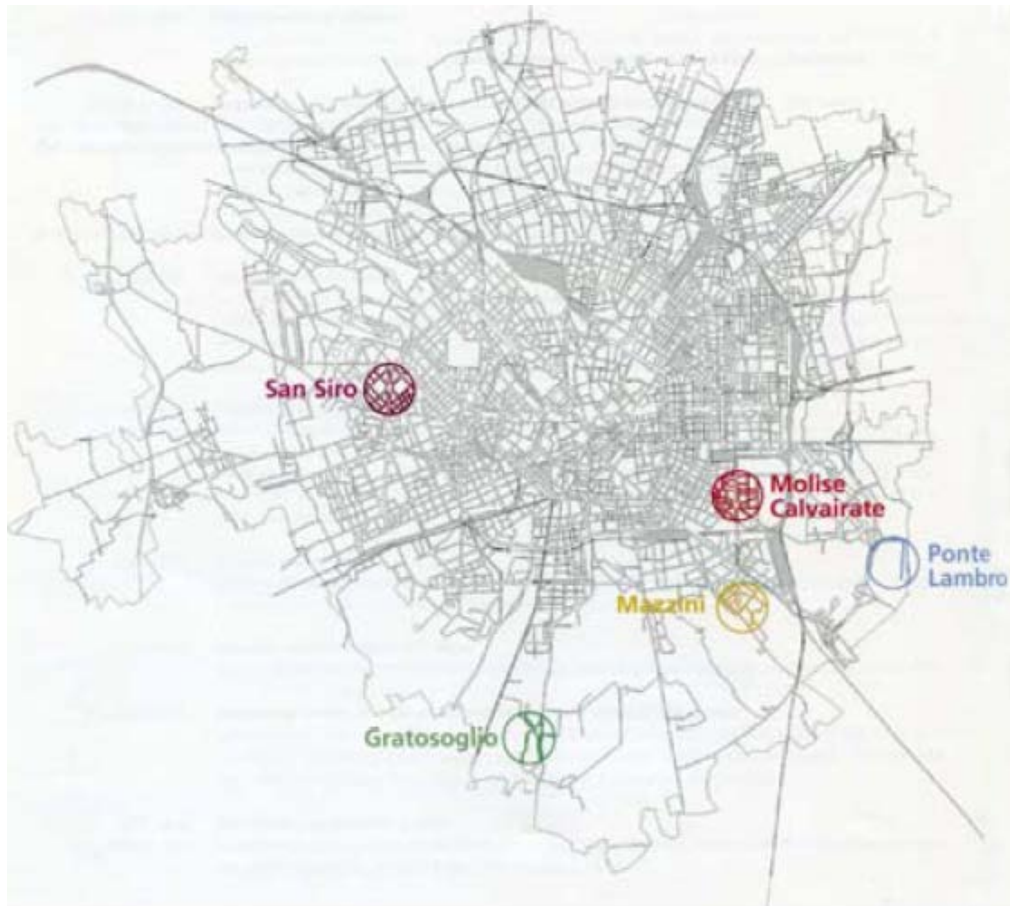 San Siro
Molise
Calvairate
Ponte
Lambro
Mazzini
Gratosoglio